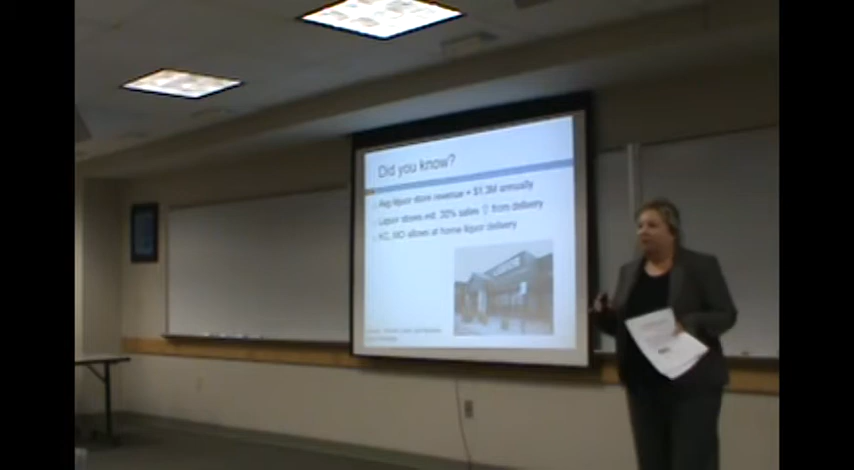 Did you know?
Avg liquor store revenue = $1.3M annually
Liquor stores est. 20% sales ⇧ from delivery
KC, MO allows at home liquor delivery